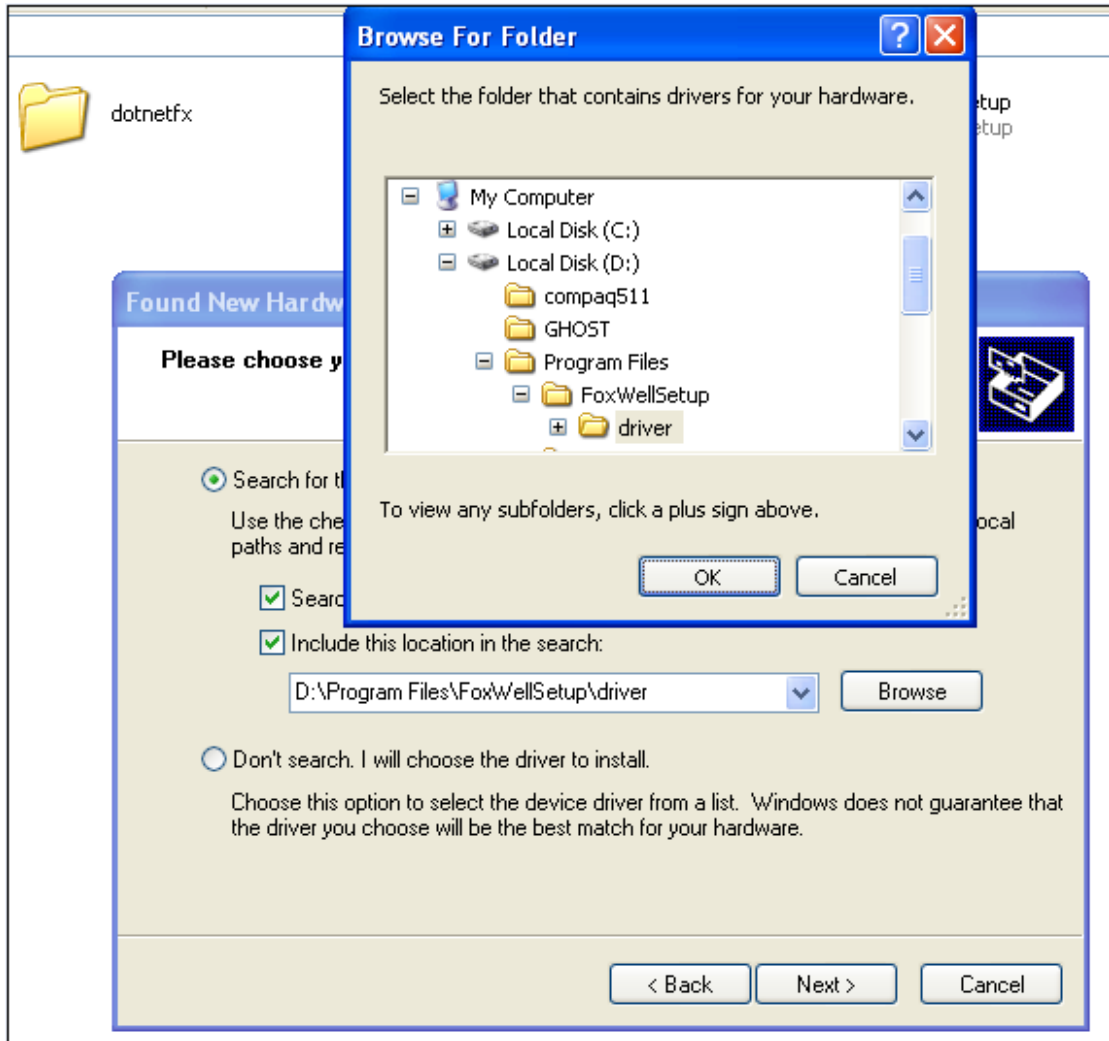 Browse For Folder
Select the folder that contains drivers for your hardware.
dotnetfx
etup
etup
My Computer
Local Disk (C:)
Local Disk (D:)
compaq511
GHOST
Program Files
FoxWellSetup
driver
To view any subfolders, click a plus sign above.
OK
Cancel
Found New Hardw
Please choose y
Search for t
Use the che
ocal
paths and re
Searc
Include this location in the search:
D:\Program Files\FoxWellSetup\driver
Browse
Don't search. I will choose the driver to install.
Choose this option to select the device driver from a list. Windows does not guarantee that
the driver you choose will be the best match for your hardware.
< Back
Next >
Cancel